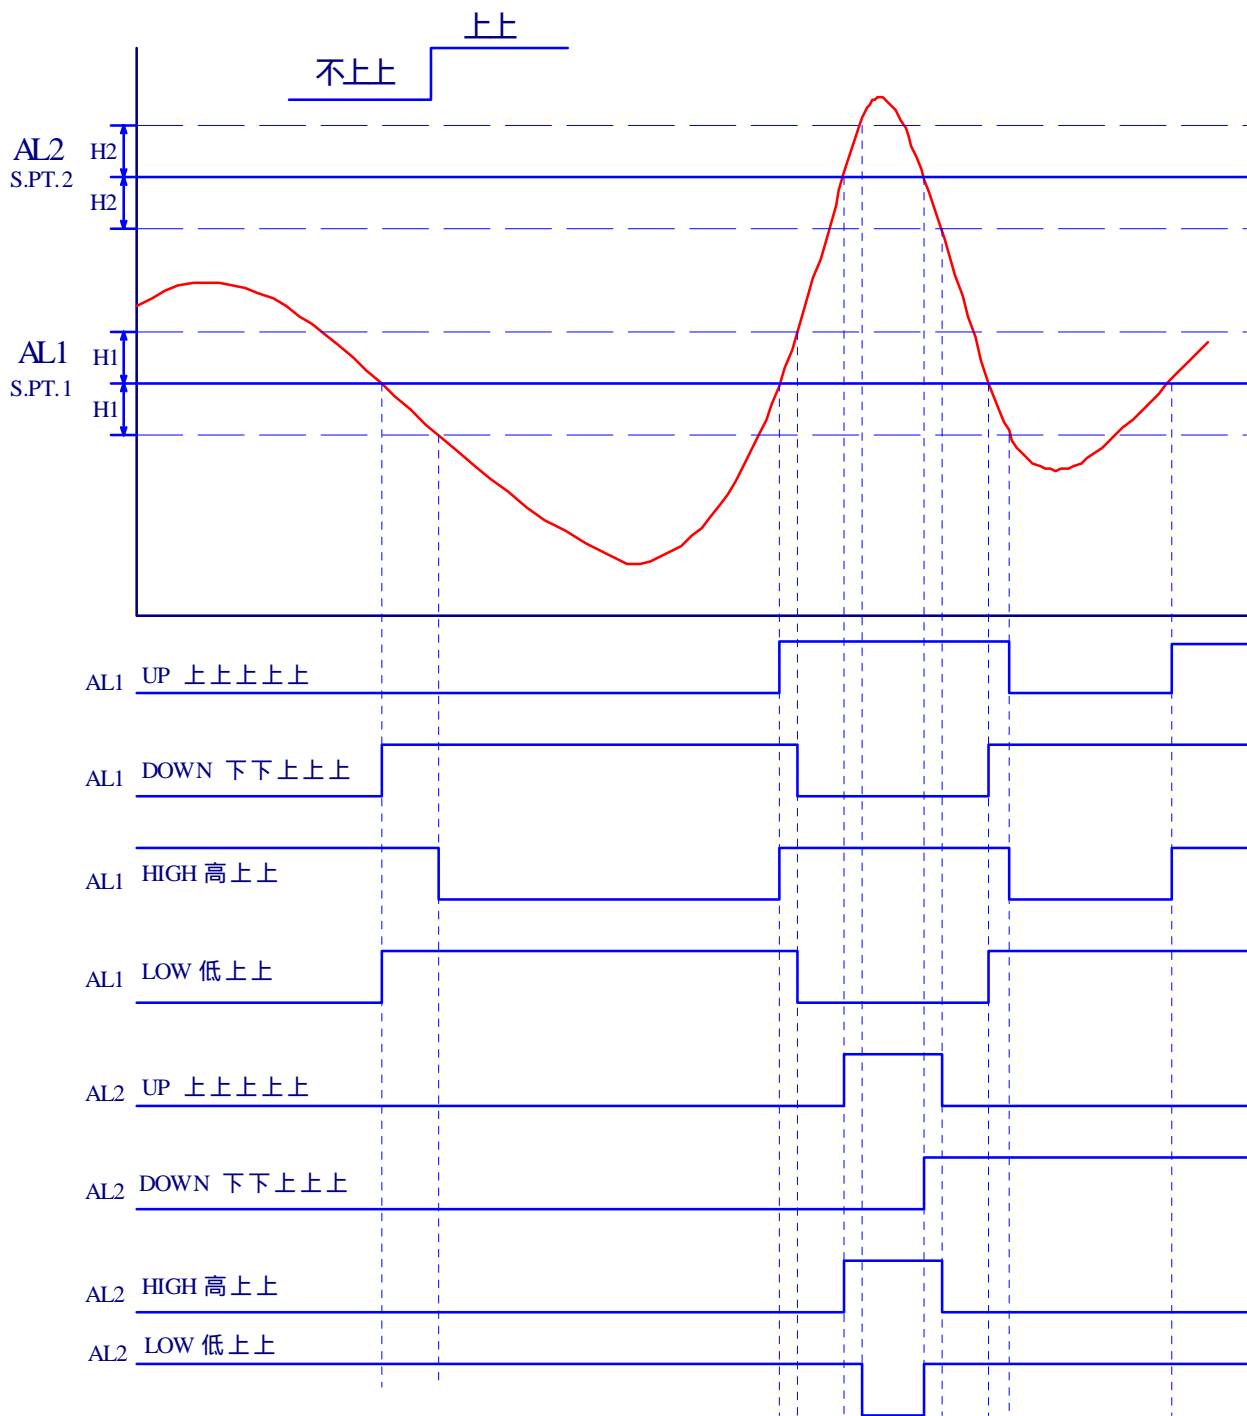 上上
不上上
AL2
H2
S.PT.2
H2
AL1
H1
S.PT.1
H1
AL1 UP 上上上上上
AL1 DOWN 下下上上上
AL1 HIGH 高上上
AL1 LOW 低上上
AL2 UP 上上上上上
AL2 DOWN 下下上上上
AL2 HIGH 高上上
AL2 LOW 低上上